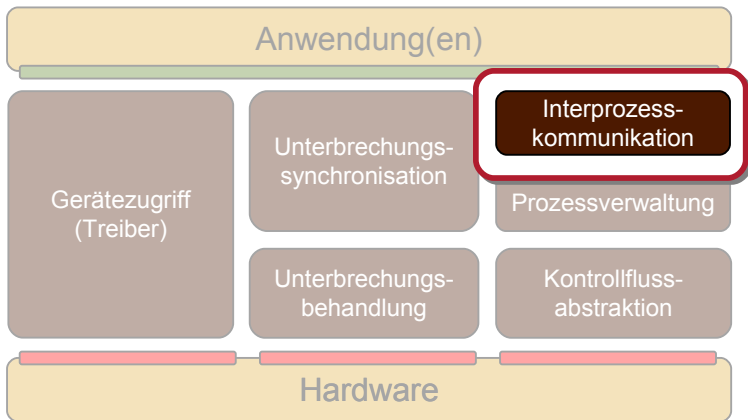 Anwendung(en)
Gerätezugriff
(Treiber)
Unterbrechungs-
synchronisation
Interprozess-
kommunikation
Prozessverwaltung
Unterbrechungs-
behandlung
Kontrollfluss-
abstraktion
Hardware